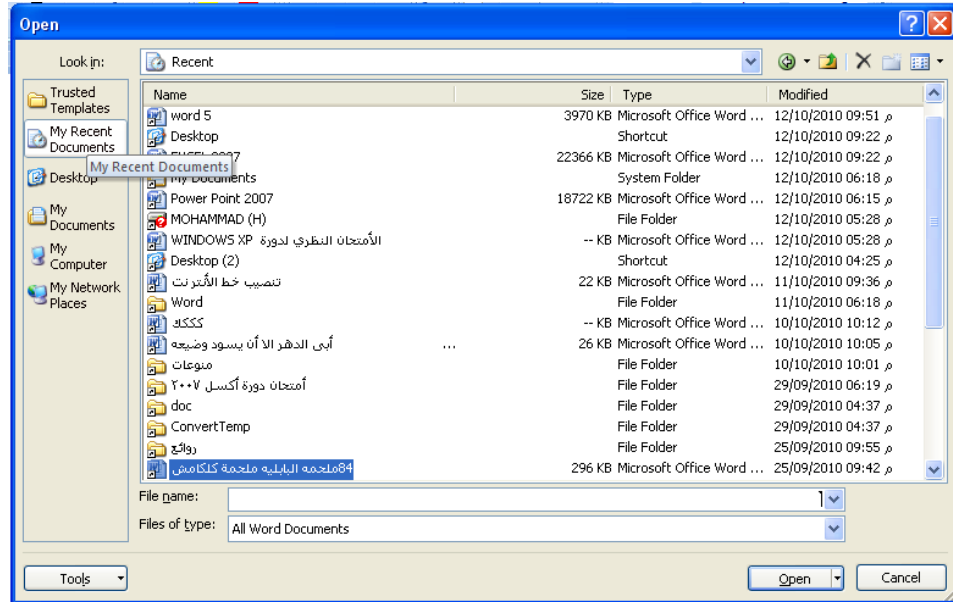 Open
Look in:
Recent
Trusted Templates
My Recent Documents
My Recent Documents
Desktop
My Documents
My Computer
My Network Places
Name Size Type Modified
word 5 3970 KB Microsoft Office Word ... 12/10/2010 09:51 م
Desktop Shortcut 12/10/2010 09:22 م
22366 KB Microsoft Office Word ... 12/10/2010 09:22 م
My Documents System Folder 12/10/2010 06:18 م
Power Point 2007 18722 KB Microsoft Office Word ... 12/10/2010 06:15 م
MOHAMMAD (H) File Folder 12/10/2010 05:28 م
الأمتحان النظري لدورة WINDOWS XP -- KB Microsoft Office Word ... 12/10/2010 05:28 م
Desktop (2) Shortcut 12/10/2010 04:25 م
تنصيب خط الأنترنت 22 KB Microsoft Office Word ... 11/10/2010 09:36 م
Word File Folder 11/10/2010 06:18 م
كككك -- KB Microsoft Office Word ... 10/10/2010 10:12 م
أبى الدهر الا أن يسود وضيعه ... 26 KB Microsoft Office Word ... 10/10/2010 10:05 م
منوعات File Folder 10/10/2010 10:01 م
أمتحان دورة أكسل ٢٠٠٧ File Folder 29/09/2010 06:19 م
doc File Folder 29/09/2010 04:37 م
ConvertTemp File Folder 29/09/2010 04:37 م
روائع File Folder 25/09/2010 09:55 م
84ملحمه البابليه ملحمة كلكامش 296 KB Microsoft Office Word ... 25/09/2010 09:42 م
File name:
Files of type: All Word Documents
Tools Open Cancel